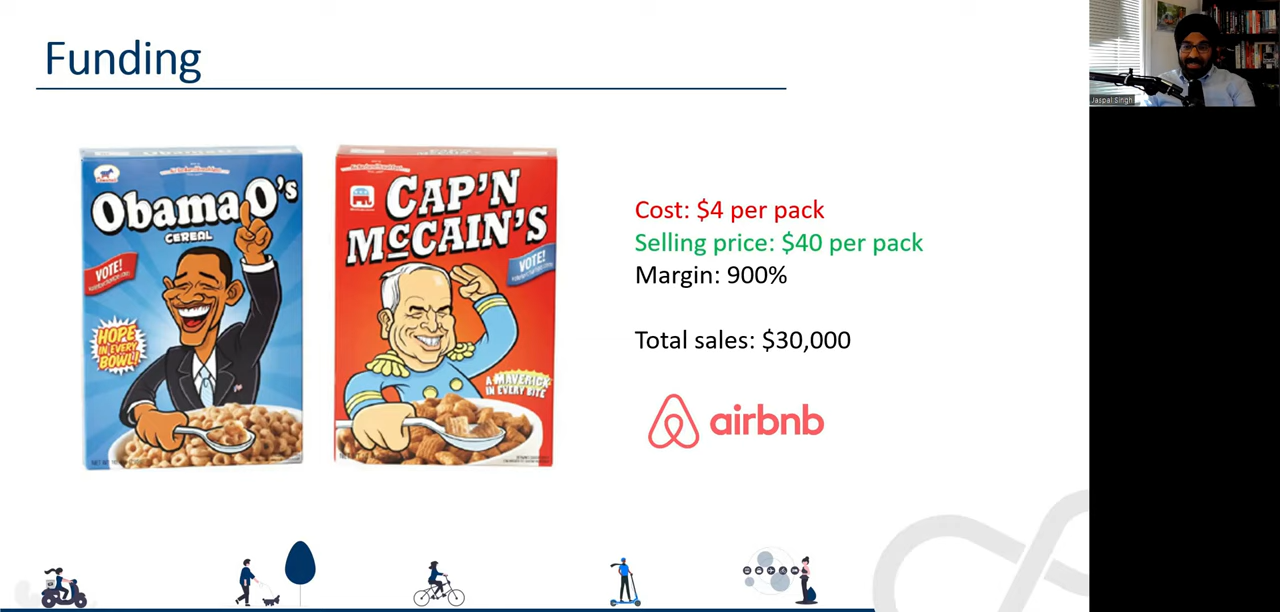 Funding
Obama O's
CEREAL
VOTE!
HOPE
IN EVERY
BOWL!
CAP'N
McCAIN'S
VOTE!
A MAVERICK
IN EVERY BITE
Cost: $4 per pack
Selling price: $40 per pack
Margin: 900%
Total sales: $30,000
airbnb
Jaspal Singh